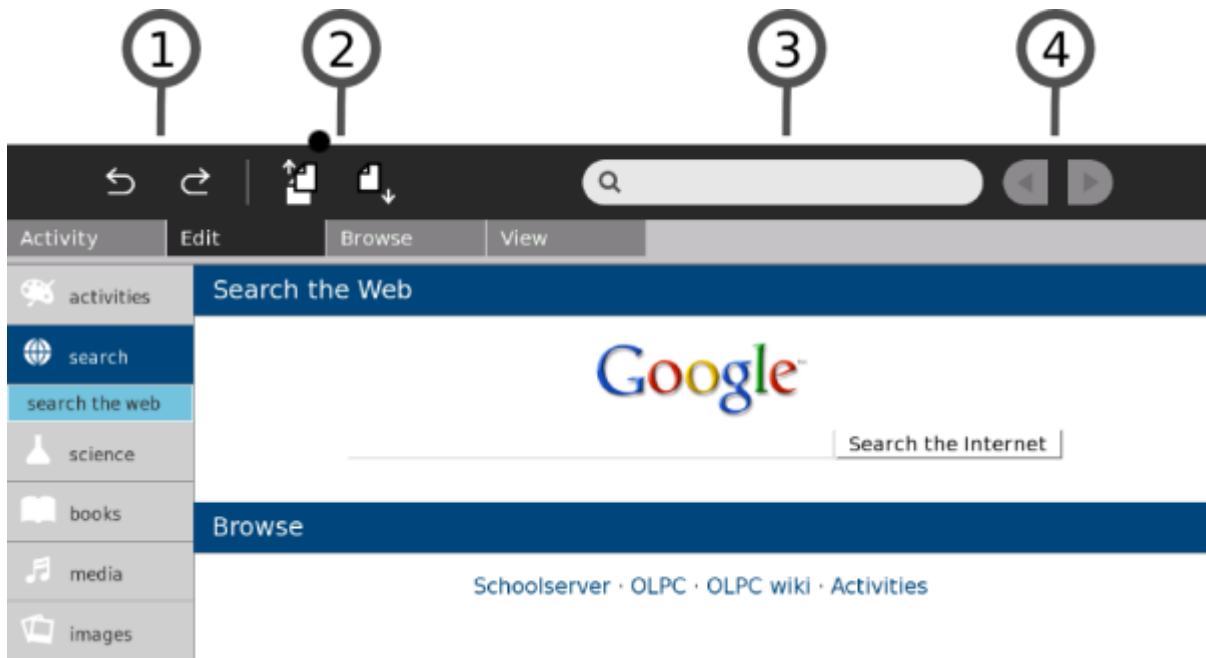 1 2 3 4
Activity Edit Browse View
activities
Search the Web
search
Google
search the web
Search the Internet
science
books
Browse
media
Schoolserver · OLPC · OLPC wiki · Activities
images